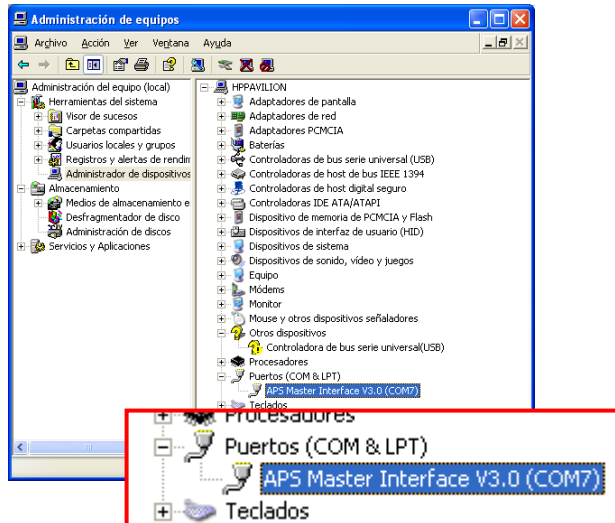 Administración de equipos
Archivo Acción Ver Ventana Ayuda
Administración del equipo (local)
Herramientas del sistema
Visor de sucesos
Carpetas compartidas
Usuarios locales y grupos
Registros y alertas de rendin
Administrador de dispositivos
Almacenamiento
Medios de almacenamiento e
Desfragmentador de disco
Administración de discos
Servicios y Aplicaciones
HPPAVILION
Adaptadores de pantalla
Adaptadores de red
Adaptadores PCMCIA
Baterías
Controladoras de bus serie universal (USB)
Controladoras de host de bus IEEE 1394
Controladoras de host digital seguro
Controladoras IDE ATA/ATAPI
Dispositivo de memoria de PCMCIA y Flash
Dispositivos de interfaz de usuario (HID)
Dispositivos de sistema
Dispositivos de sonido, vídeo y juegos
Equipo
Módems
Monitor
Mouse y otros dispositivos señaladores
Otros dispositivos
Controladora de bus serie universal(USB)
Procesadores
Puertos (COM & LPT)
APS Master Interface V3.0 (COM7)
Teclados
Procesadores
Puertos (COM & LPT)
APS Master Interface V3.0 (COM7)
Teclados